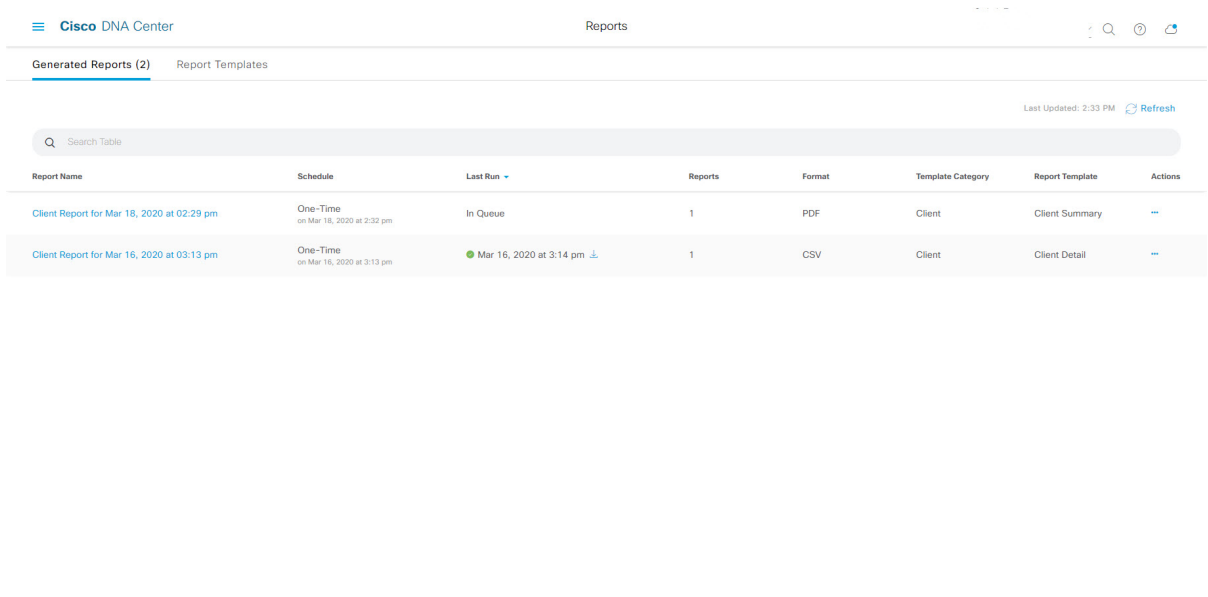 Cisco DNA Center
Reports
Generated Reports (2) Report Templates
Last Updated: 2:33 PM Refresh
Search Table
Report Name Schedule Last Run Reports Format Template Category Report Template Actions
Client Report for Mar 18, 2020 at 02:29 pm One-Time In Queue 1 PDF Client Client Summary
on Mar 18, 2020 at 2:32 pm
Client Report for Mar 16, 2020 at 03:13 pm One-Time Mar 16, 2020 at 3:14 pm 1 CSV Client Client Detail
on Mar 16, 2020 at 3:13 pm